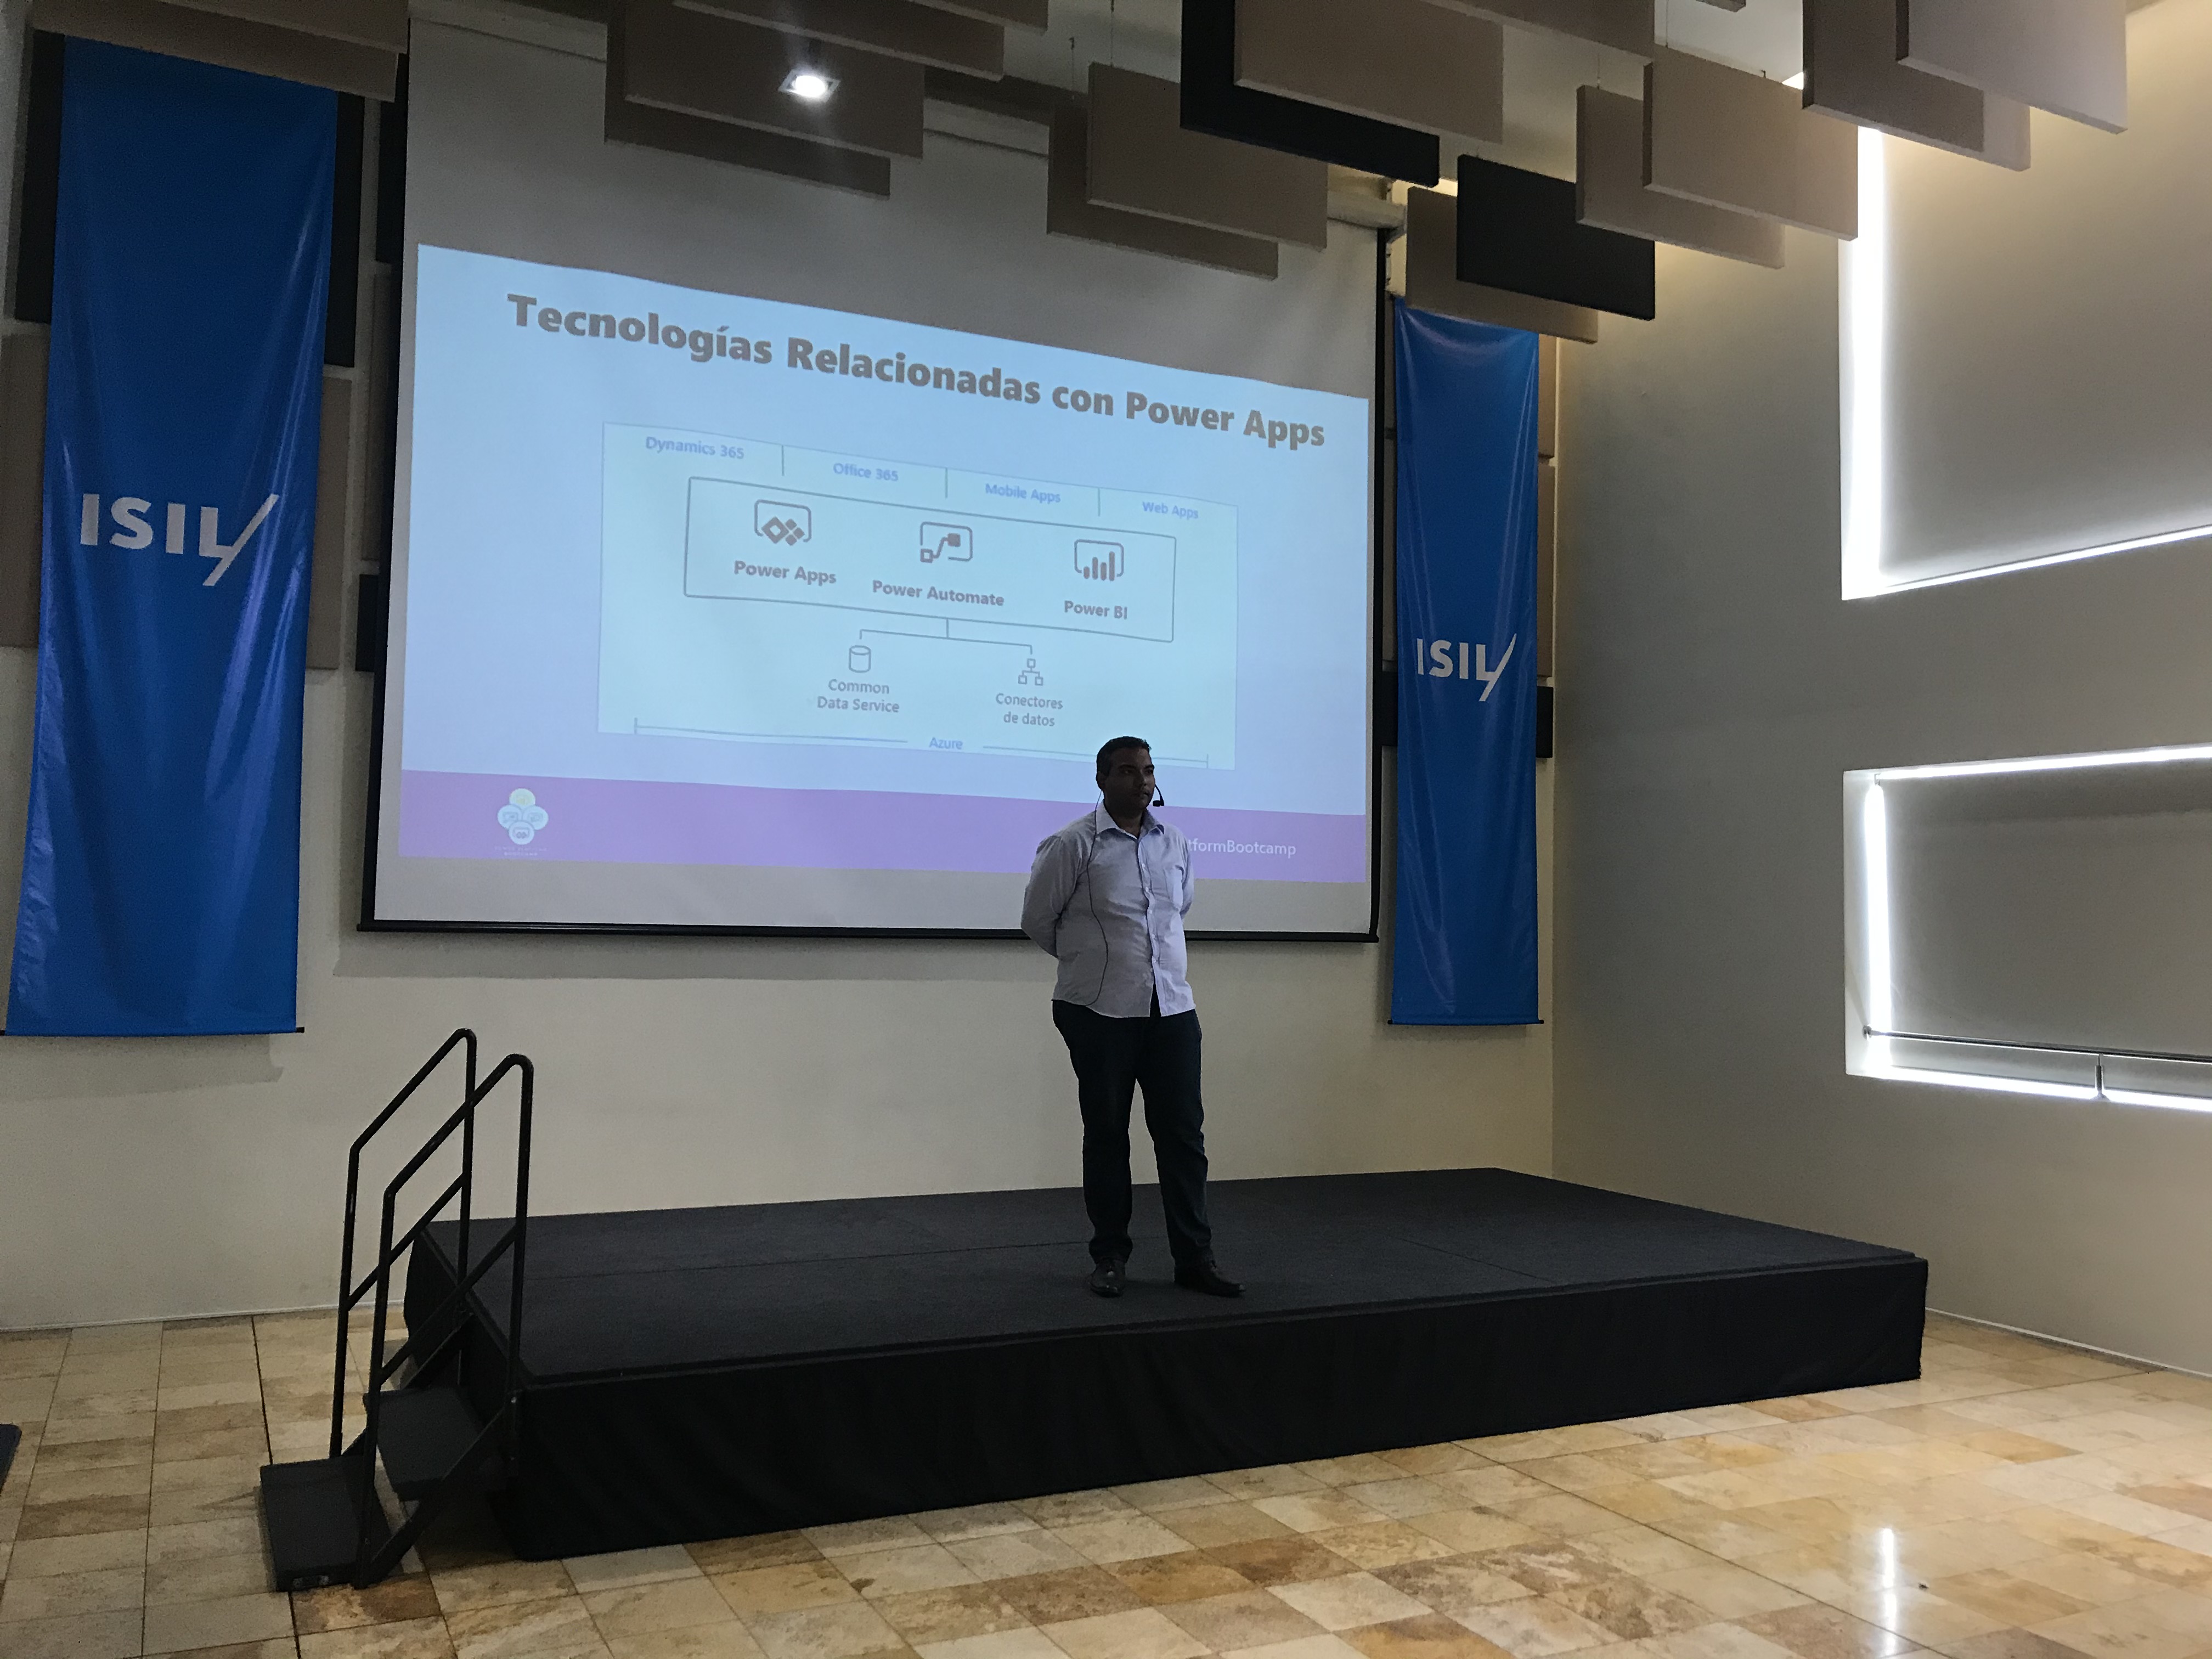 Tecnologías Relacionadas con Power Apps
Dynamics 365
Office 365
Mobile Apps
Web Apps
Power Apps
Power Automate
Power BI
Common
Data Service
Conectores
de datos
Azure
tformBootcamp
ISIL
ISIL